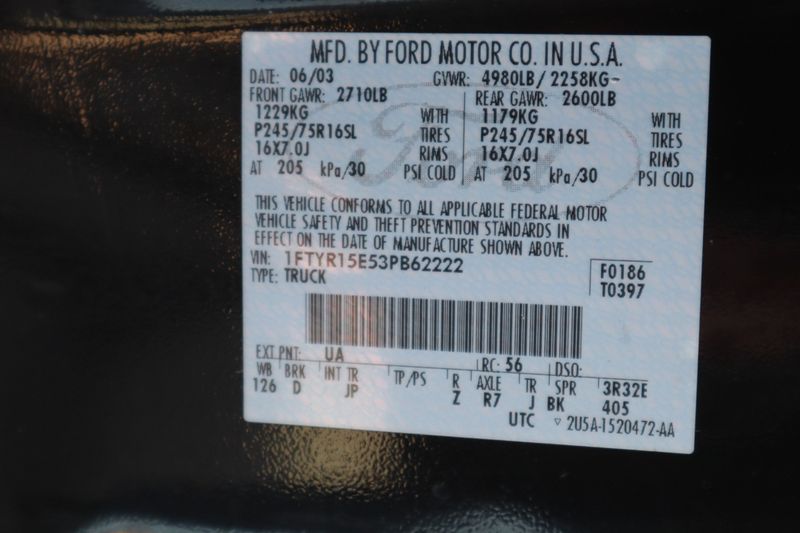 MFD. BY FORD MOTOR CO. IN U.S.A.
DATE: 06/03 GVWR: 4980LB/ 2258KG
FRONT GAWR: 2710LB REAR GAWR: 2600LB
1229KG WITH 1179KG WITH
P245/75R16SL TIRES P245/75R16SL TIRES
16X7.0J RIMS 16X7.0J RIMS
AT 205 kPa/30 PSI COLD AT 205 kPa/30 PSI COLD
Ford
THIS VEHICLE CONFORMS TO ALL APPLICABLE FEDERAL MOTOR
VEHICLE SAFETY AND THEFT PREVENTION STANDARDS IN
EFFECT ON THE DATE OF MANUFACTURE SHOWN ABOVE.
VIN: 1FTYR15E53PB62222 F0186
TYPE: TRUCK T0397
EXT PNT: UA RC: 56 DSO:
WB BRK INT TR TP/PS R AXLE TR SPR 3R32E
126 D JP Z R7 J BK 405
UTC ▽ 2U5A-1520472-AA